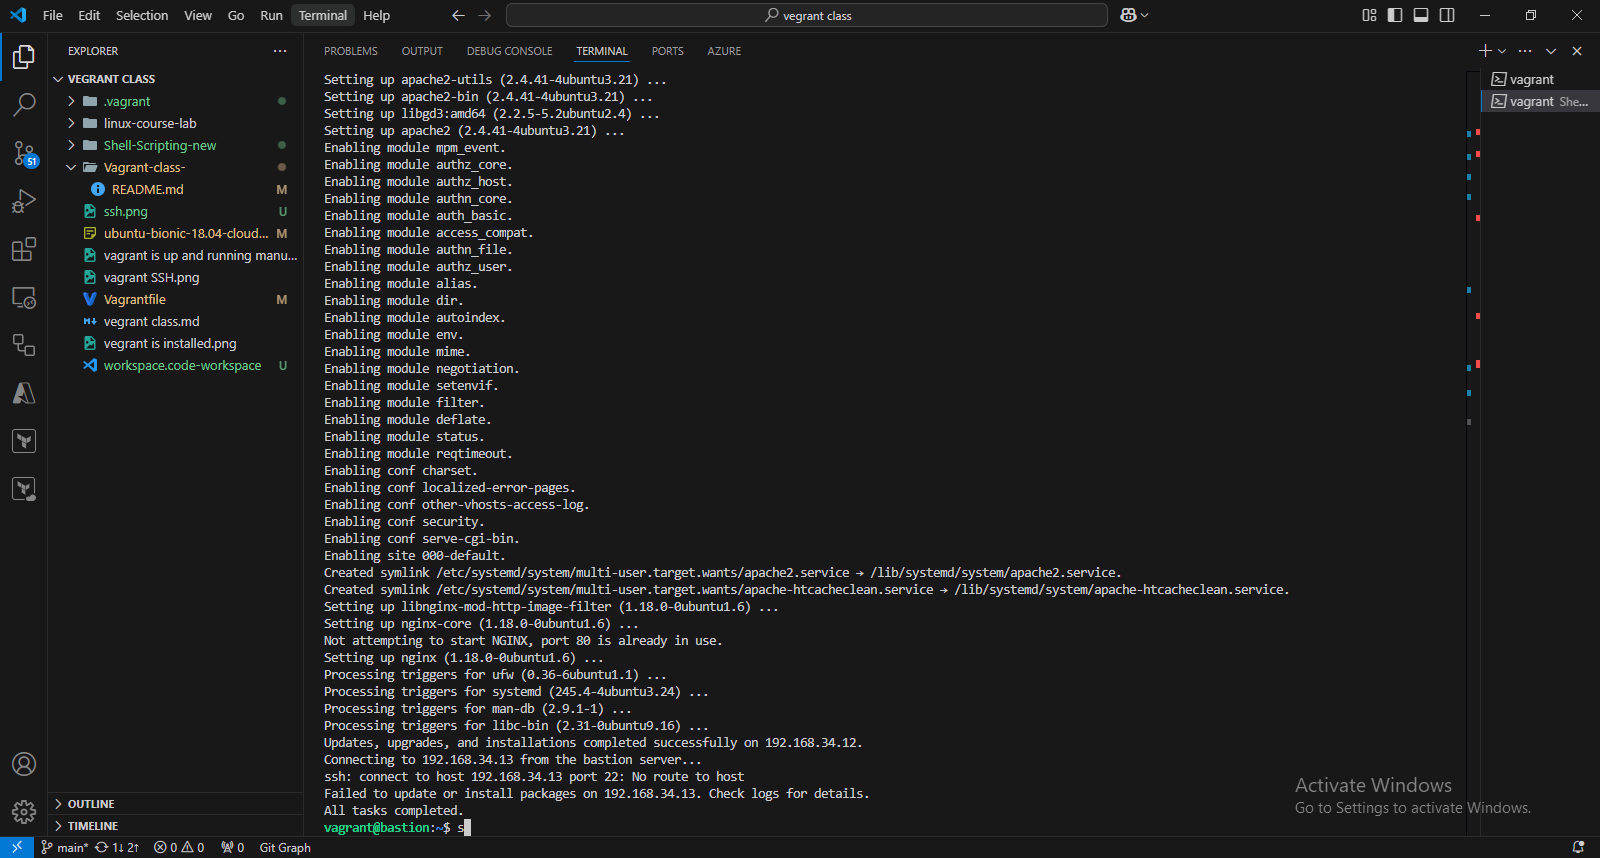 File Edit Selection View Go Run Terminal Help
vegrant class
EXPLORER
VEGRANT CLASS
.vagrant
linux-course-lab
Shell-Scripting-new
Vagrant-class-
README.md M
ssh.png U
ubuntu-bionic-18.04-cloud... M
vagrant is up and running manu...
vagrant SSH.png
Vagrantfile M
vegrant class.md
vegrant is installed.png
workspace.code-workspace U
OUTLINE
TIMELINE
51
PROBLEMS OUTPUT DEBUG CONSOLE TERMINAL PORTS AZURE
Setting up apache2-utils (2.4.41-4ubuntu3.21) ...
Setting up apache2-bin (2.4.41-4ubuntu3.21) ...
Setting up libgd3:amd64 (2.2.5-5.2ubuntu2.4) ...
Setting up apache2 (2.4.41-4ubuntu3.21) ...
Enabling module mpm_event.
Enabling module authz_core.
Enabling module authz_host.
Enabling module authn_core.
Enabling module auth_basic.
Enabling module access_compat.
Enabling module authn_file.
Enabling module authz_user.
Enabling module alias.
Enabling module dir.
Enabling module autoindex.
Enabling module env.
Enabling module mime.
Enabling module negotiation.
Enabling module setenvif.
Enabling module filter.
Enabling module deflate.
Enabling module status.
Enabling module reqtimeout.
Enabling conf charset.
Enabling conf localized-error-pages.
Enabling conf other-vhosts-access-log.
Enabling conf security.
Enabling conf serve-cgi-bin.
Enabling site 000-default.
Created symlink /etc/systemd/system/multi-user.target.wants/apache2.service → /lib/systemd/system/apache2.service.
Created symlink /etc/systemd/system/multi-user.target.wants/apache-htcacheclean.service → /lib/systemd/system/apache-htcacheclean.service.
Setting up libnginx-mod-http-image-filter (1.18.0-0ubuntu1.6) ...
Setting up nginx-core (1.18.0-0ubuntu1.6) ...
Not attempting to start NGINX, port 80 is already in use.
Setting up nginx (1.18.0-0ubuntu1.6) ...
Processing triggers for ufw (0.36-6ubuntu1.1) ...
Processing triggers for systemd (245.4-4ubuntu3.24) ...
Processing triggers for man-db (2.9.1-1) ...
Processing triggers for libc-bin (2.31-0ubuntu9.16) ...
Updates, upgrades, and installations completed successfully on 192.168.34.12.
Connecting to 192.168.34.13 from the bastion server...
ssh: connect to host 192.168.34.13 port 22: No route to host
Failed to update or install packages on 192.168.34.13. Check logs for details.
All tasks completed.
vagrant@bastion:~$ s
vagrant
vagrant She...
Activate Windows
Go to Settings to activate Windows.
main* 1↓ 2↑ 0 0 0 Git Graph